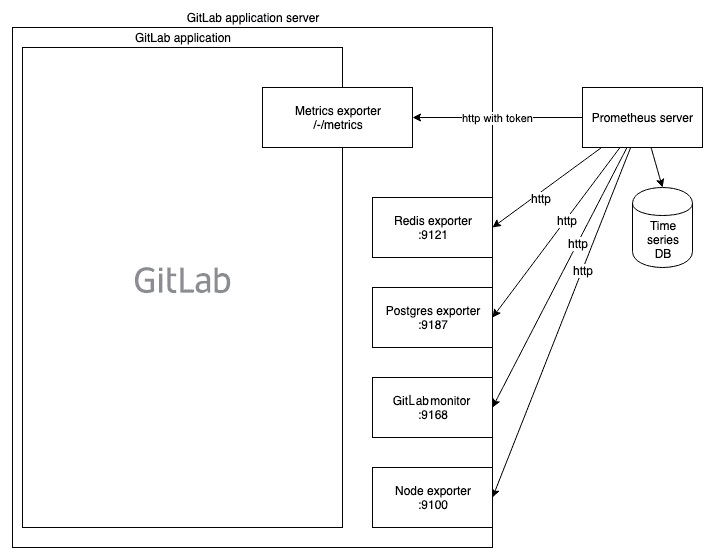 GitLab application server
GitLab application
Metrics exporter
/-/metrics
http with token
Prometheus server
Redis exporter
:9121
http
http
http
http
Time
series
DB
GitLab
Postgres exporter
:9187
GitLab monitor
:9168
Node exporter
:9100